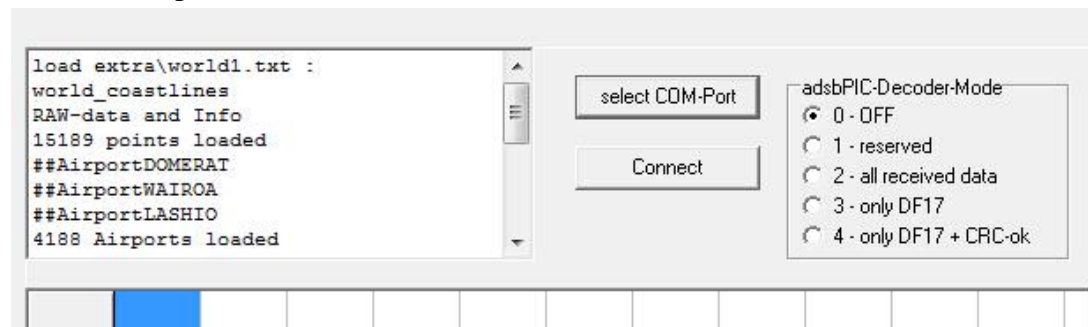 load extra\world1.txt :
world_coastlines
RAW-data and Info
15189 points loaded
##AirportDOMERAT
##AirportWAIROA
##AirportLASHIO
4188 Airports loaded
select COM-Port
Connect
adsbPIC-Decoder-Mode
0 - OFF
1 - reserved
2 - all received data
3 - only DF17
4 - only DF17 + CRC-ok